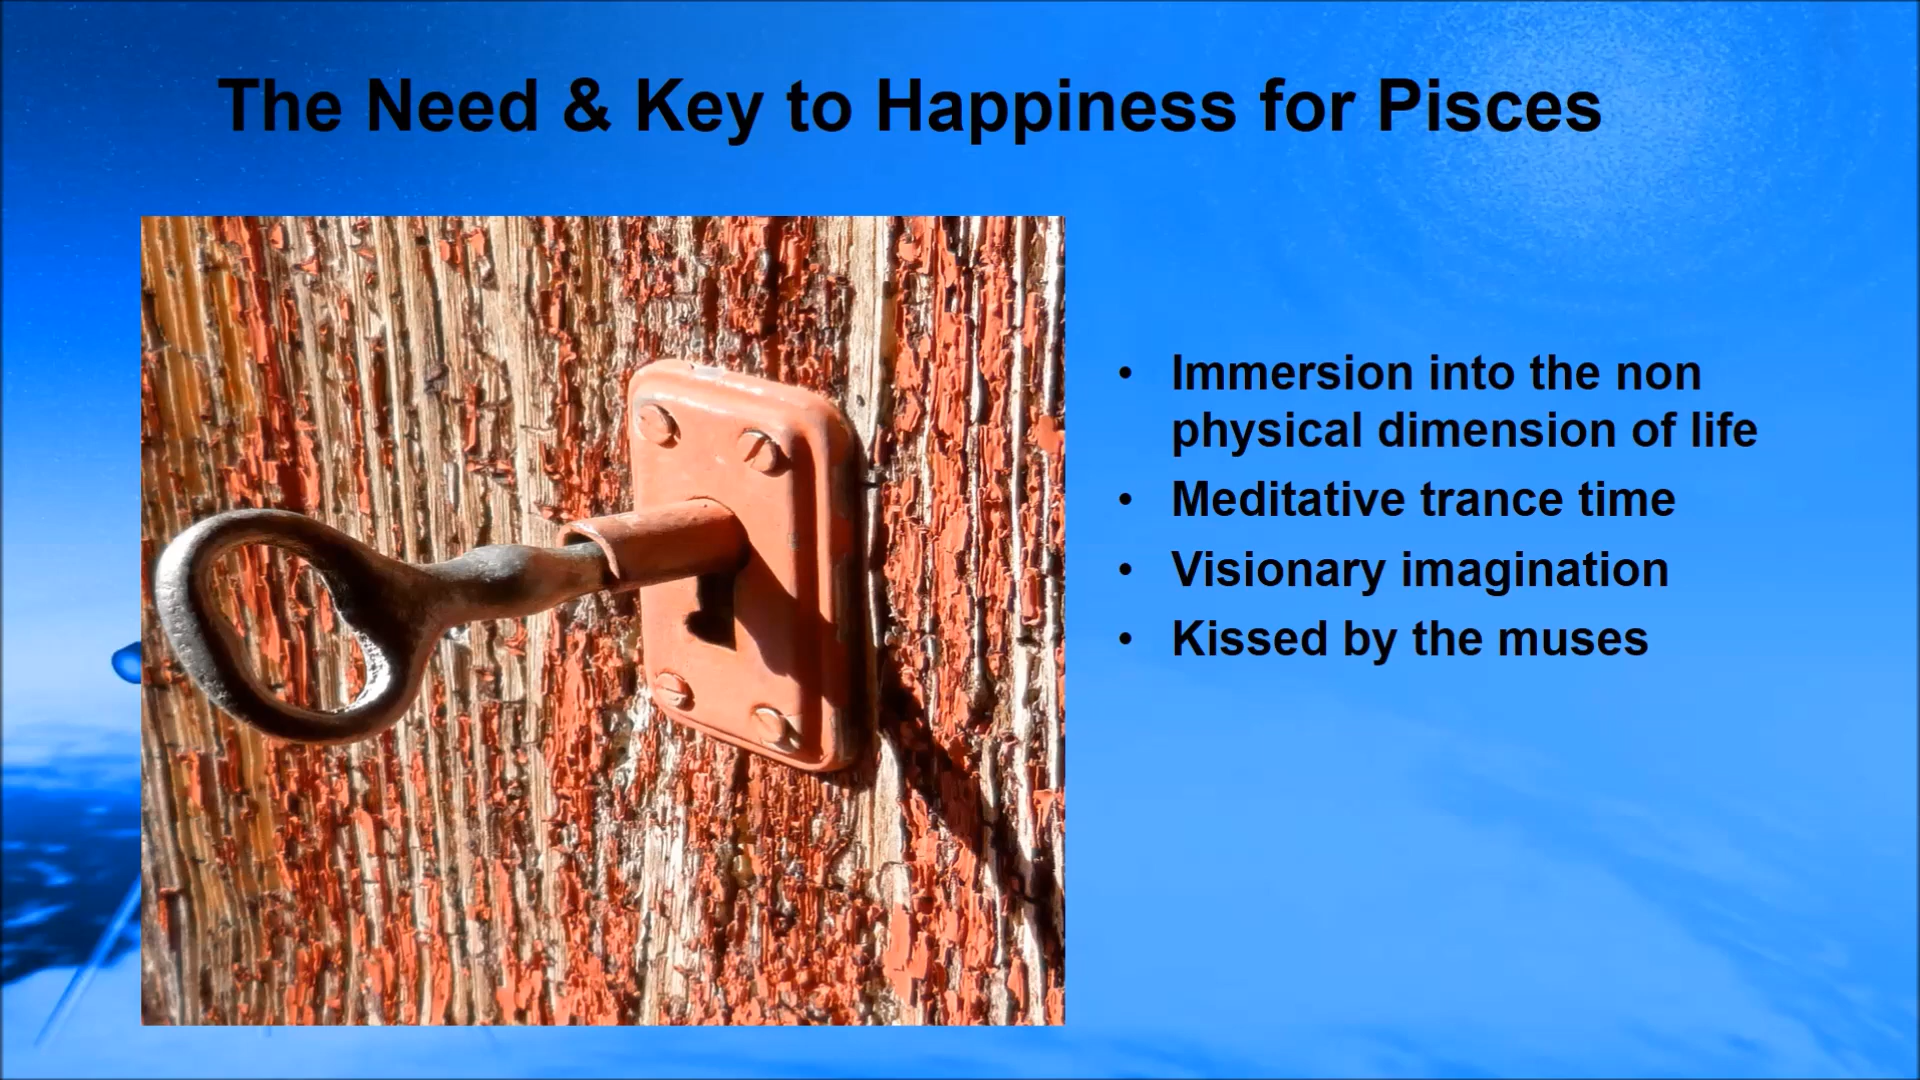 The Need & Key to Happiness for Pisces
• Immersion into the non
physical dimension of life
• Meditative trance time
• Visionary imagination
• Kissed by the muses